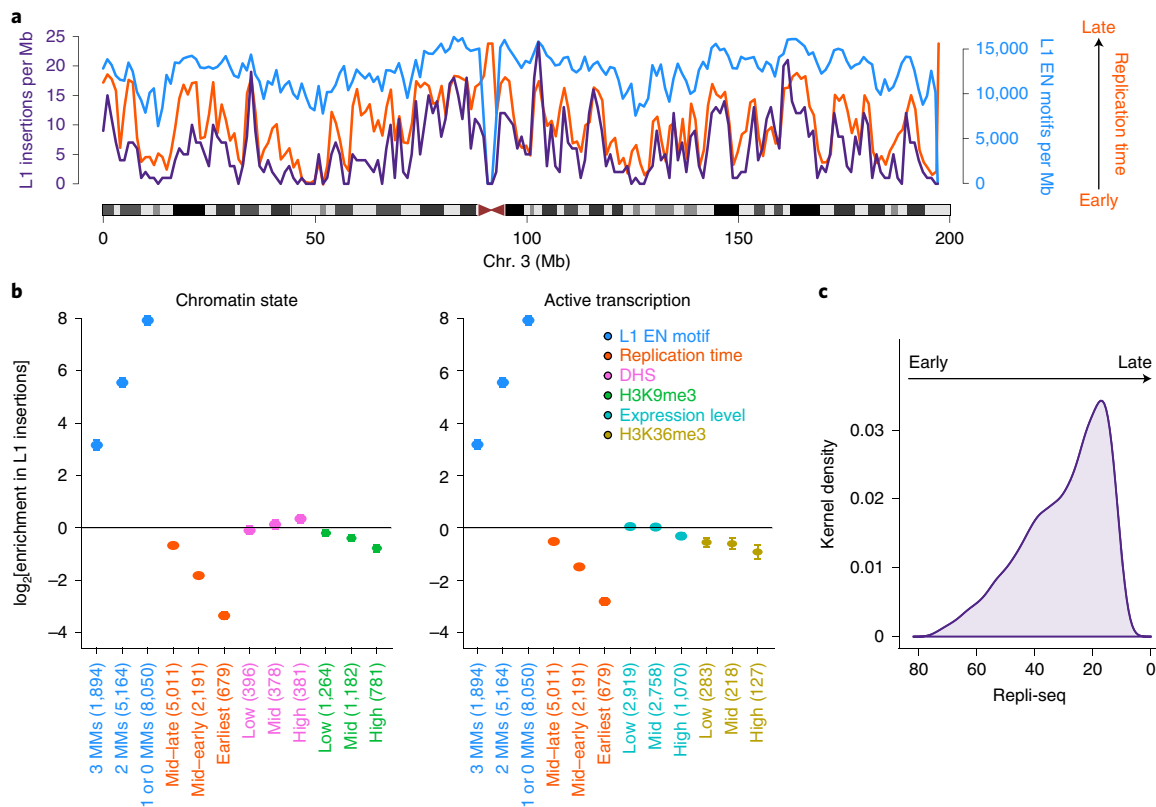 a
L1 insertions per Mb
25
20
15
10
5
0
15,000
10,000
5,000
0
L1 EN motifs per Mb
Late
Replication time
Early
0
50
100
150
200
Chr. 3 (Mb)
b
Chromatin state
log2[enrichment in L1 insertions]
8
6
4
2
0
−2
−4
3 MMs (1,894)
2 MMs (5,164)
1 or 0 MMs (8,050)
Mid–late (5,011)
Mid–early (2,191)
Earliest (679)
Low (396)
Mid (378)
High (381)
Low (1,264)
Mid (1,182)
High (781)
Active transcription
8
6
4
2
0
−2
−4
L1 EN motif
Replication time
DHS
H3K9me3
Expression level
H3K36me3
3 MMs (1,894)
2 MMs (5,164)
1 or 0 MMs (8,050)
Mid–late (5,011)
Mid–early (2,191)
Earliest (679)
Low (2,919)
Mid (2,758)
High (1,070)
Low (283)
Mid (218)
High (127)
c
Early
Late
Kernel density
0.03
0.02
0.01
0
80
60
40
20
0
Repli-seq